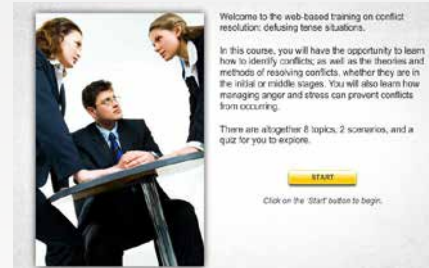 Welcome to the web-based training on conflict
resolution: defusing tense situations.
In this course, you will have the opportunity to learn
how to identify conflicts; as well as the theories and
methods of resolving conflicts, whether they are in
the initial or middle stages. You will also learn how
managing anger and stress can prevent conflicts
from occurring.
There are altogether 8 topics, 2 scenarios, and a
quiz for you to explore.
START
Click on the 'Start' button to begin.